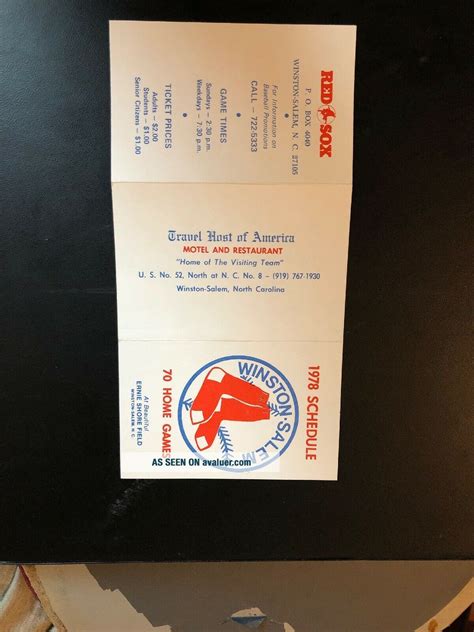 RED SOX
P. O. BOX 4040
WINSTON-SALEM, N. C. 27105
For Information on
Baseball Promotions
CALL — 722-5333
GAME TIMES
Sundays — 2:30 p.m.
Weekdays — 7:30 p.m.
TICKET PRICES
Adults — $2.00
Students — $1.00
Senior Citizens — $1.00
Travel Host of America
MOTEL AND RESTAURANT
"Home of The Visiting Team"
U. S. No. 52, North at N. C. No. 8 - (919) 767-1930
Winston-Salem, North Carolina
1978 SCHEDULE
WINSTON-SALEM
70 HOME GAMES
At Beautiful
ERNIE SHORE FIELD
WINSTON-SALEM, N. C.
AS SEEN ON avaluer.com